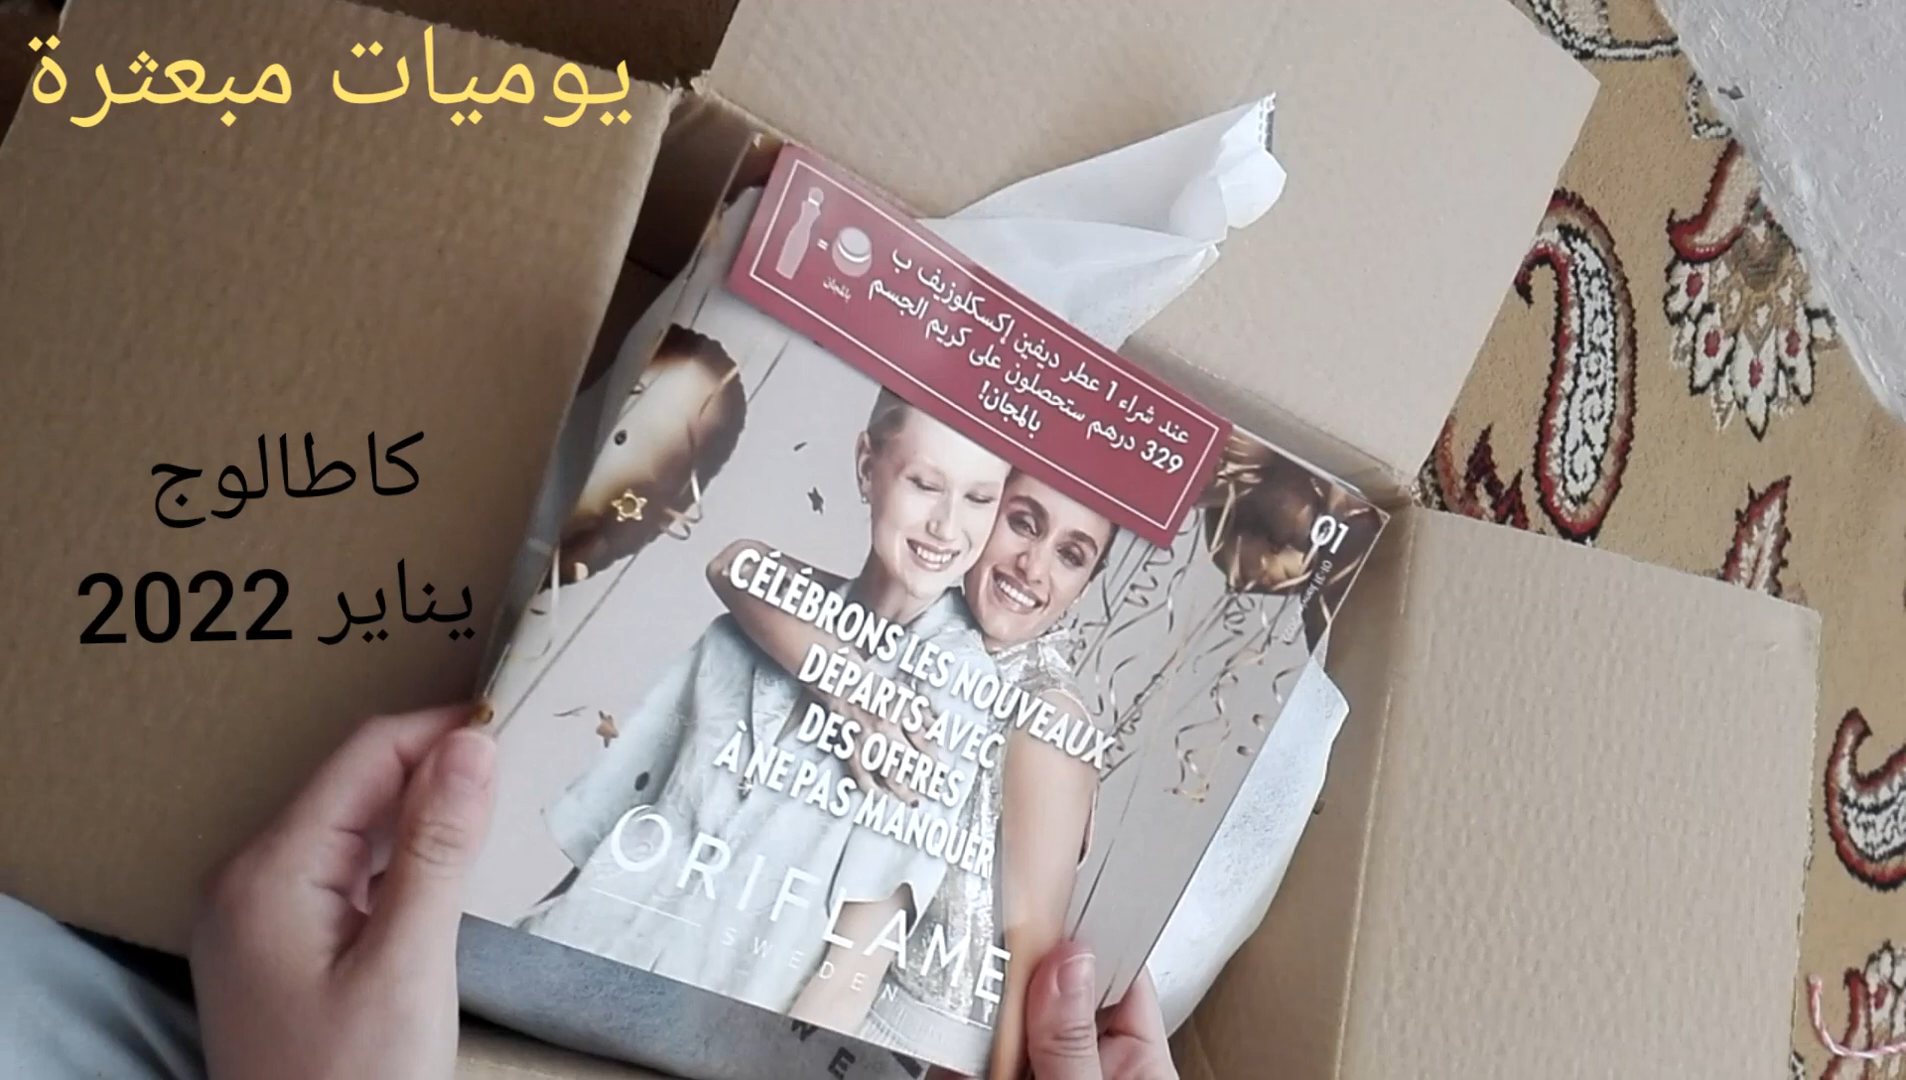 يوميات مبعثرة
كاطالوج
يناير 2022
عند شراء 1 عطر ديفين إكسكلوزيف ب
329 درهم ستحصلون على كريم الجسم
بالمجان!
=
بالمجان
01
CÉLÉBRONS LES NOUVEAUX
DÉPARTS AVEC
DES OFFRES
À NE PAS MANQUER
ORIFLAME
SWEDEN